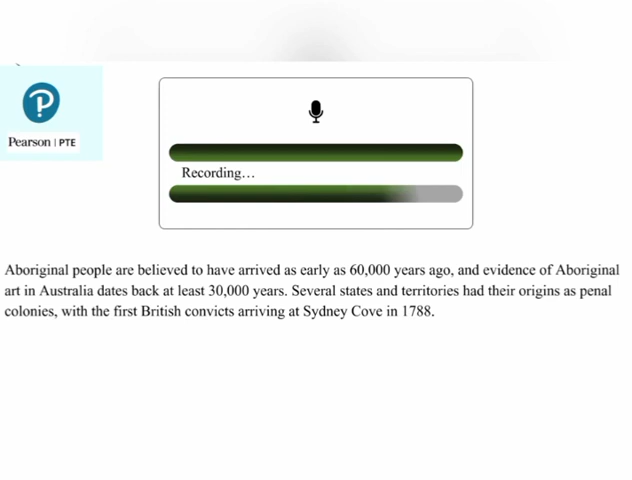 Pearson | PTE
Recording...
Aboriginal people are believed to have arrived as early as 60,000 years ago, and evidence of Aboriginal
art in Australia dates back at least 30,000 years. Several states and territories had their origins as penal
colonies, with the first British convicts arriving at Sydney Cove in 1788.